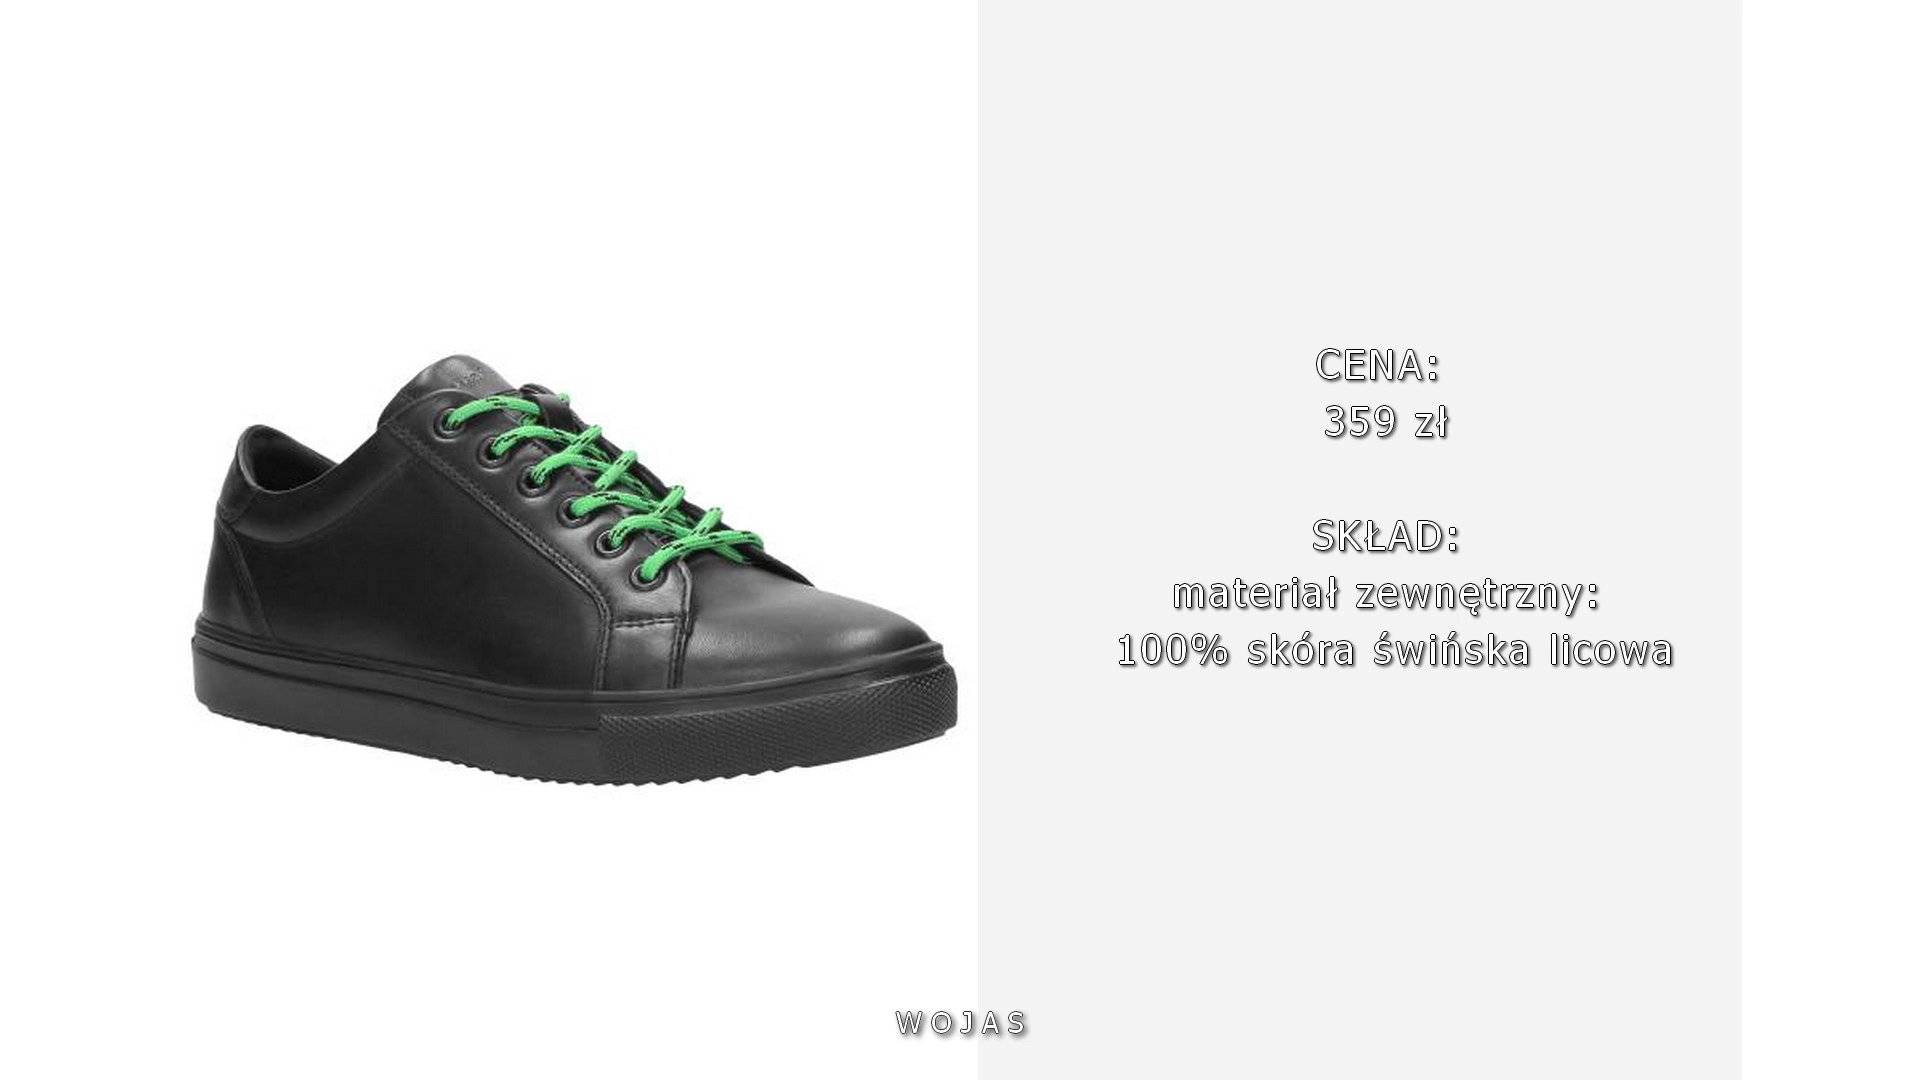 CENA:
359 zł
SKŁAD:
materiał zewnętrzny:
100% skóra świńska licowa
WOJAS